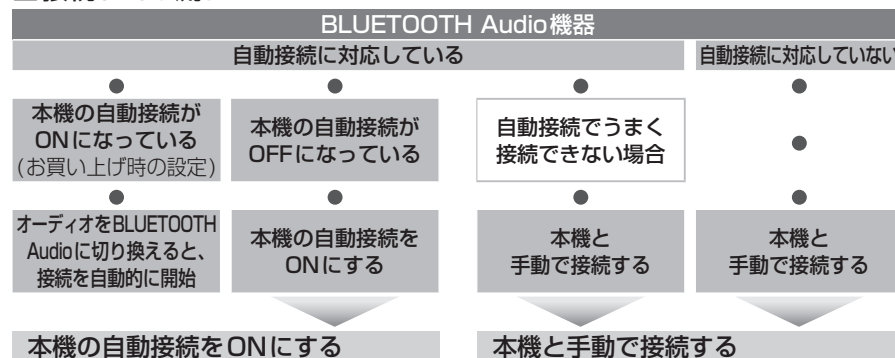 BLUETOOTH Audio機器
自動接続に対応している
自動接続に対応していない
本機の自動接続が
ONになっている
(お買い上げ時の設定)
本機の自動接続が
OFFになっている
自動接続でうまく
接続できない場合
オーディオをBLUETOOTH
Audioに切り換えると、
接続を自動的に開始
本機の自動接続を
ONにする
本機と
手動で接続する
本機と
手動で接続する
本機の自動接続をONにする
本機と手動で接続する